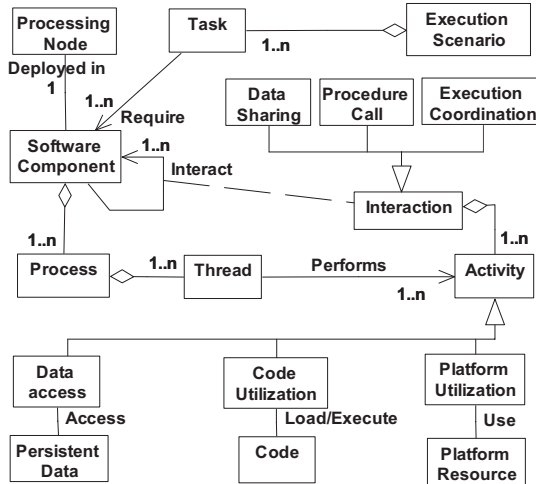 Processing
Node
Task
1..n
Execution
Scenario
Deployed in
1
1..n
Require
Data
Sharing
Procedure
Call
Execution
Coordination
Software
Component
1..n
Interact
Interaction
1..n
1..n
Process
1..n
Thread
Performs
1..n
Activity
Data
access
Code
Utilization
Platform
Utilization
Access
Load/Execute
Use
Persistent
Data
Code
Platform
Resource